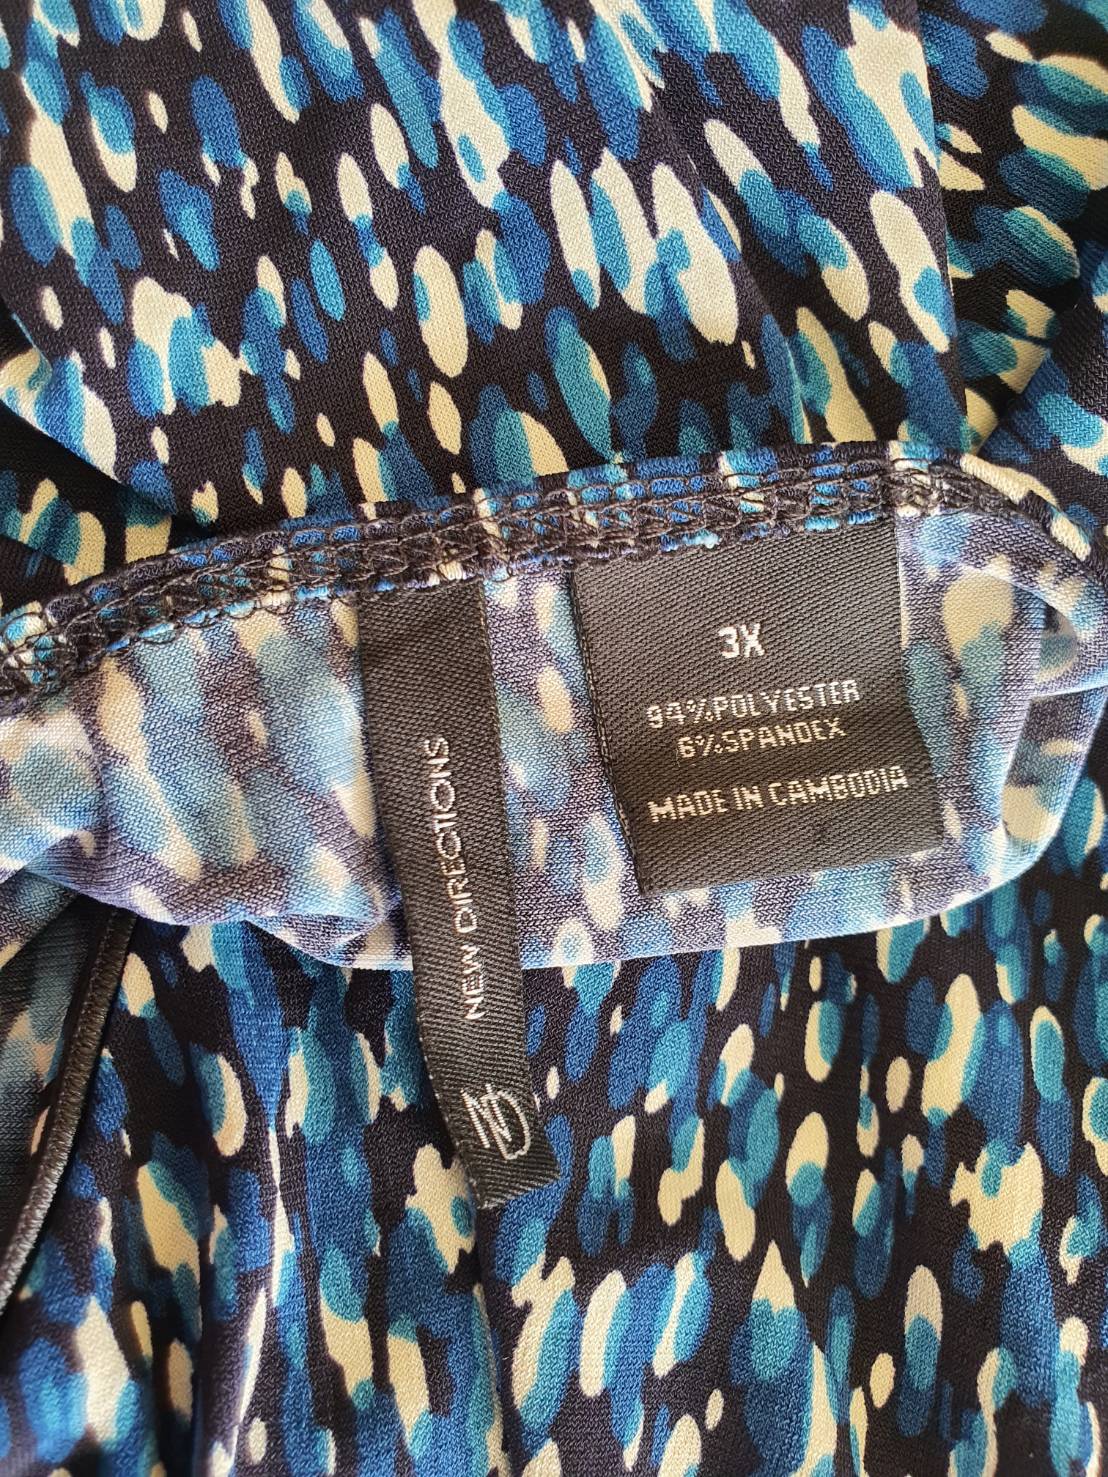 3X
94%POLYESTER
6%SPANDEX
MADE IN CAMBODIA
NEW DIRECTIONS
ND